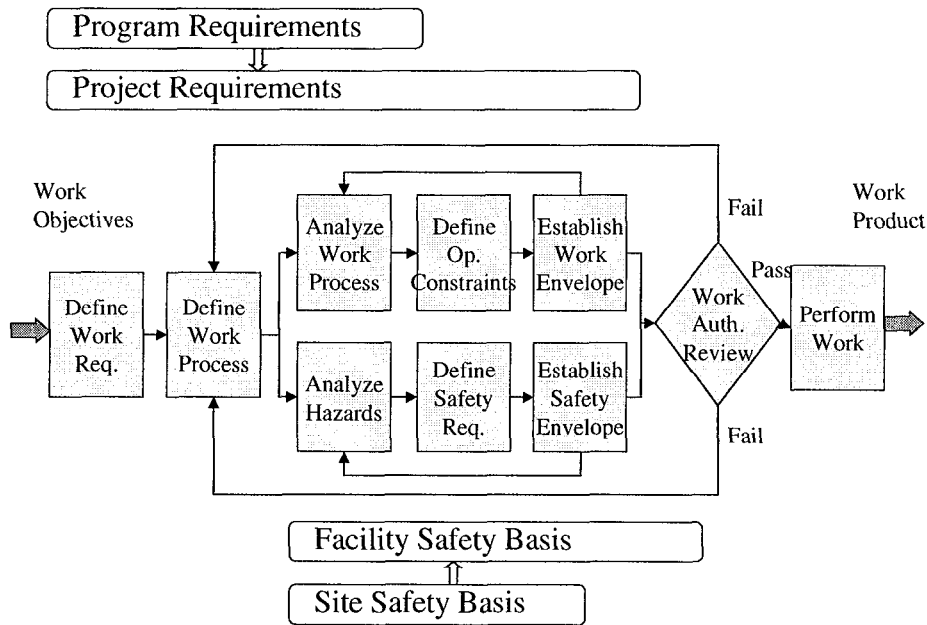 Program Requirements
Project Requirements
Work
Objectives
Fail
Work
Product
Analyze
Work
Process
Define
Op.
Constraints
Establish
Work
Envelope
Pass
Define
Work
Req.
Define
Work
Process
Work
Auth.
Review
Perform
Work
Analyze
Hazards
Define
Safety
Req.
Establish
Safety
Envelope
Fail
Facility Safety Basis
Site Safety Basis